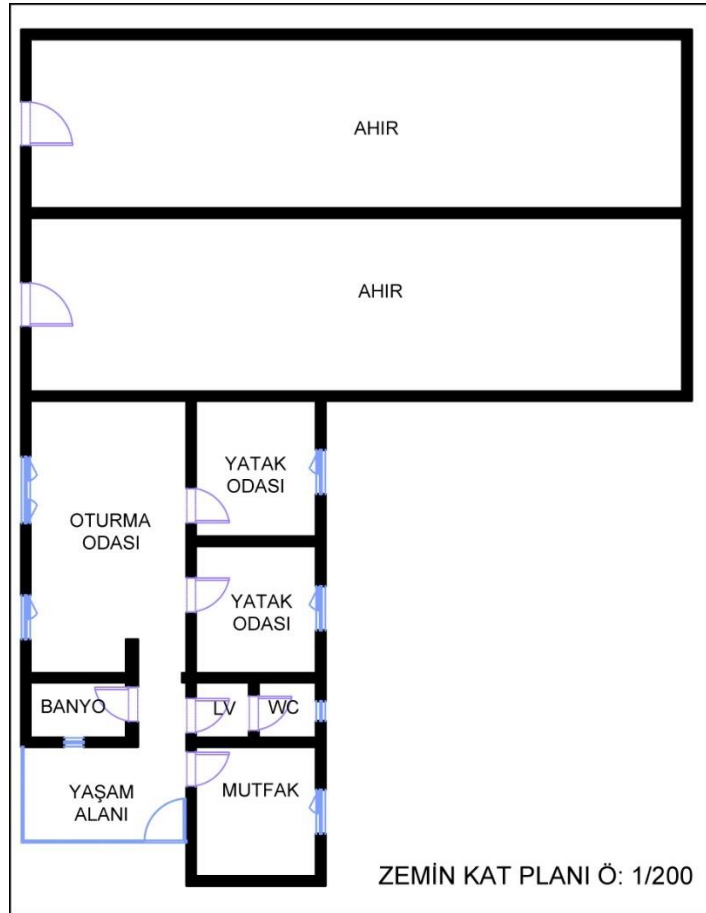 AHIR
AHIR
YATAK
ODASI
OTURMA
ODASI
YATAK
ODASI
BANYO
LV
WC
YAŞAM
ALANI
MUTFAK
ZEMİN KAT PLANI Ö: 1/200